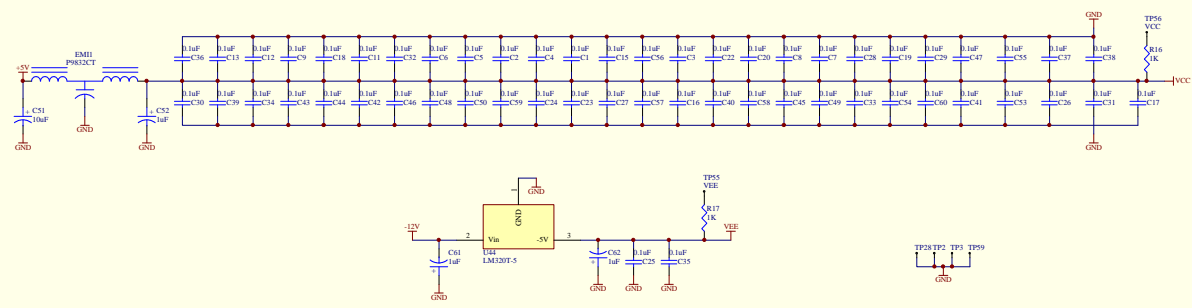 GND
TP56
VCC
EMI1
P9832CT
0.1uF 0.1uF 0.1uF 0.1uF 0.1uF 0.1uF 0.1uF 0.1uF 0.1uF 0.1uF 0.1uF 0.1uF 0.1uF 0.1uF 0.1uF 0.1uF 0.1uF 0.1uF 0.1uF 0.1uF 0.1uF 0.1uF 0.1uF 0.1uF 0.1uF 0.1uF R16
C36 C13 C12 C9 C18 C11 C32 C6 C5 C2 C4 C1 C15 C56 C3 C22 C20 C8 C7 C28 C19 C29 C47 C55 C37 C38 1K
+5V
VCC
0.1uF 0.1uF 0.1uF 0.1uF 0.1uF 0.1uF 0.1uF 0.1uF 0.1uF 0.1uF 0.1uF 0.1uF 0.1uF 0.1uF 0.1uF 0.1uF 0.1uF 0.1uF 0.1uF 0.1uF 0.1uF 0.1uF 0.1uF 0.1uF 0.1uF 0.1uF 0.1uF
C30 C39 C34 C43 C44 C42 C46 C48 C50 C59 C24 C23 C27 C57 C16 C40 C58 C45 C49 C33 C54 C60 C41 C53 C26 C31 C17
+ C51
10uF
+ C52
1uF
GND
GND GND GND
TP55
VEE
1
GND
GND
R17
1K
-12V
VEE
2 Vin -5V 3
U44
LM320T-5
C61
1uF
+
C62
1uF
+
0.1uF
C25
0.1uF
C35
GND GND GND GND
TP28 TP2 TP3 TP59
GND